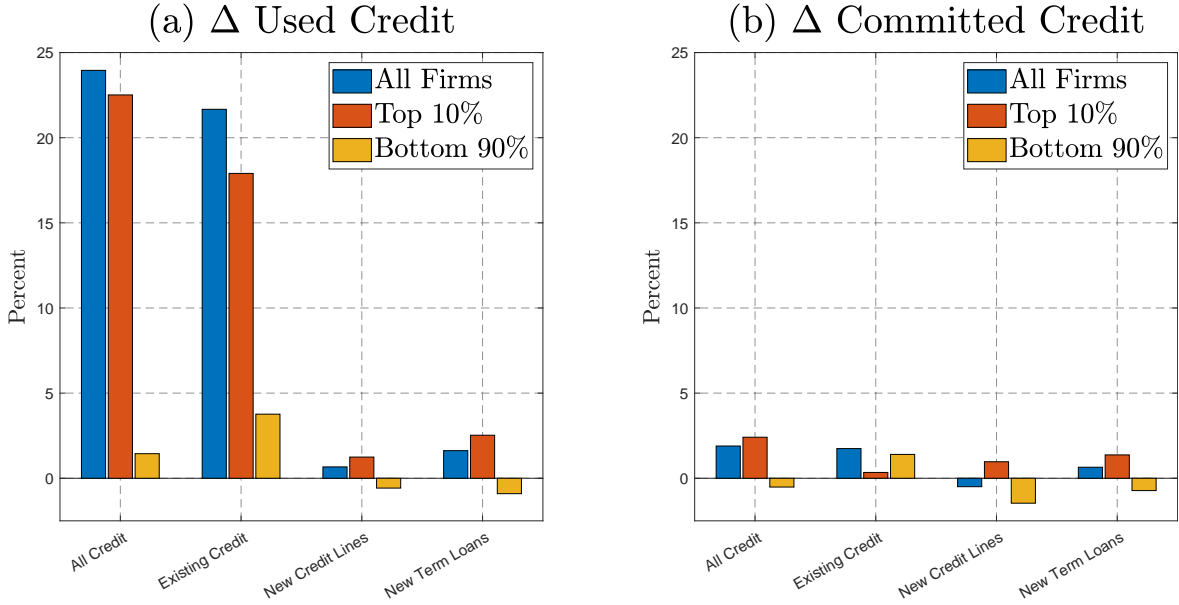 (a) Δ Used Credit
25
20
15
10
5
0
Percent
All Firms
Top 10%
Bottom 90%
All Credit
Existing Credit
New Credit Lines
New Term Loans
(b) Δ Committed Credit
25
20
15
10
5
0
Percent
All Firms
Top 10%
Bottom 90%
All Credit
Existing Credit
New Credit Lines
New Term Loans